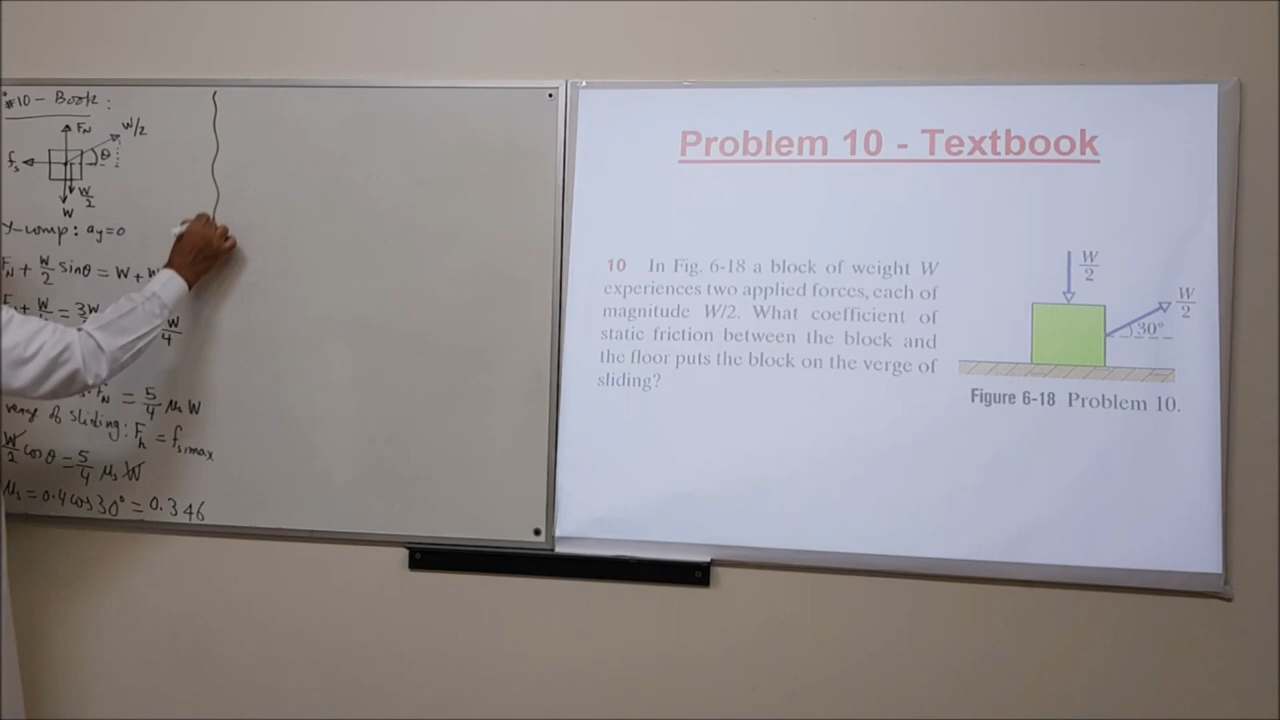 #10 - Book:
FN
W/2
fs
θ
W/2
W
Y-comp: ay=0
FN + W/2 sinθ = W +
+ W/4 = 3W/
W/4
FN = 5/4 μs W
verge of sliding: Fh = fs,max
W/2 cosθ = 5/4 μs W
μs = 0.4 cos30° = 0.346
Problem 10 - Textbook
10 In Fig. 6-18 a block of weight W
experiences two applied forces, each of
magnitude W/2. What coefficient of
static friction between the block and
the floor puts the block on the verge of
sliding?
W/2
W/2
30°
Figure 6-18 Problem 10.